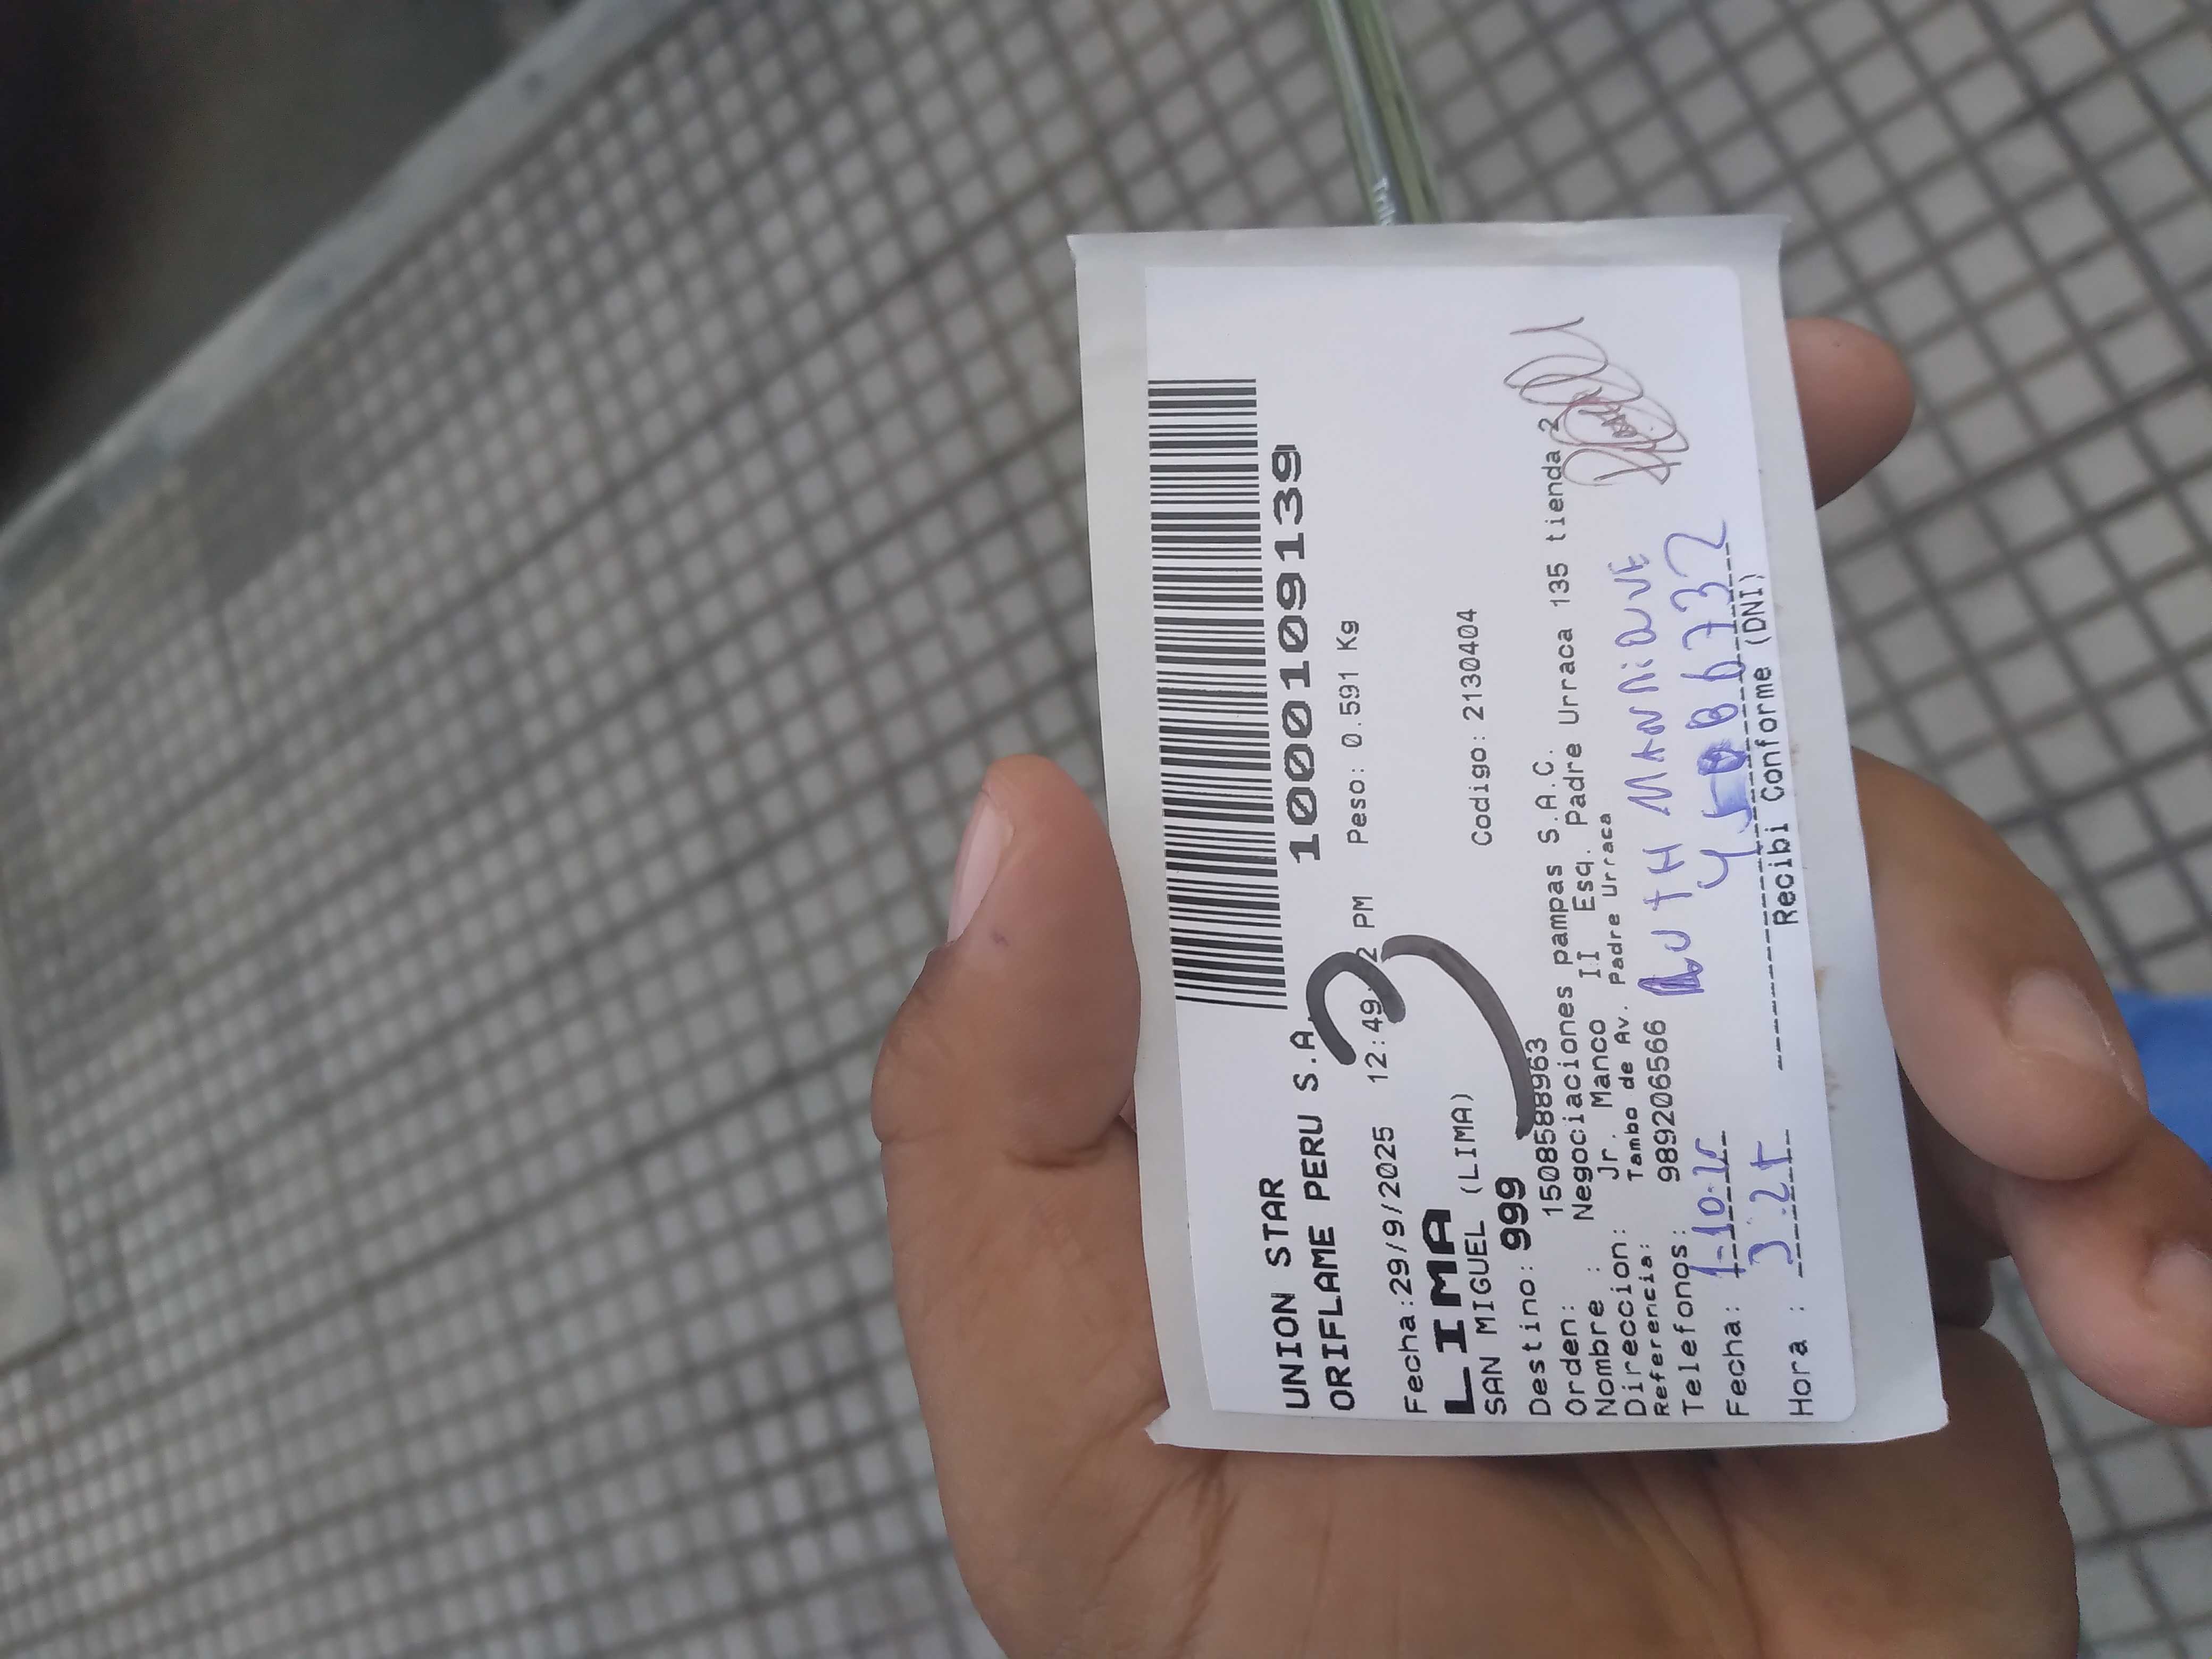 1000109139
UNION STAR
ORIFLAME PERU S.A.
Fecha:29/9/2025 12:49: PM Peso: 0.591 Kg
LIMA
SAN MIGUEL (LIMA)
Destino: 999 Codigo: 2130404
Orden: 1508588963
Nombre : Negociaciones pampas S.A.C.
Direccion: Jr. Manco II Esq. Padre Urraca 135 tienda 2
Referencia: Tambo de Av. Padre Urraca
Telefonos: 989206566
RUTH MANRIQUE
Fecha: 1-10-25
Hora : 3:25
Recibi Conforme (DNI)